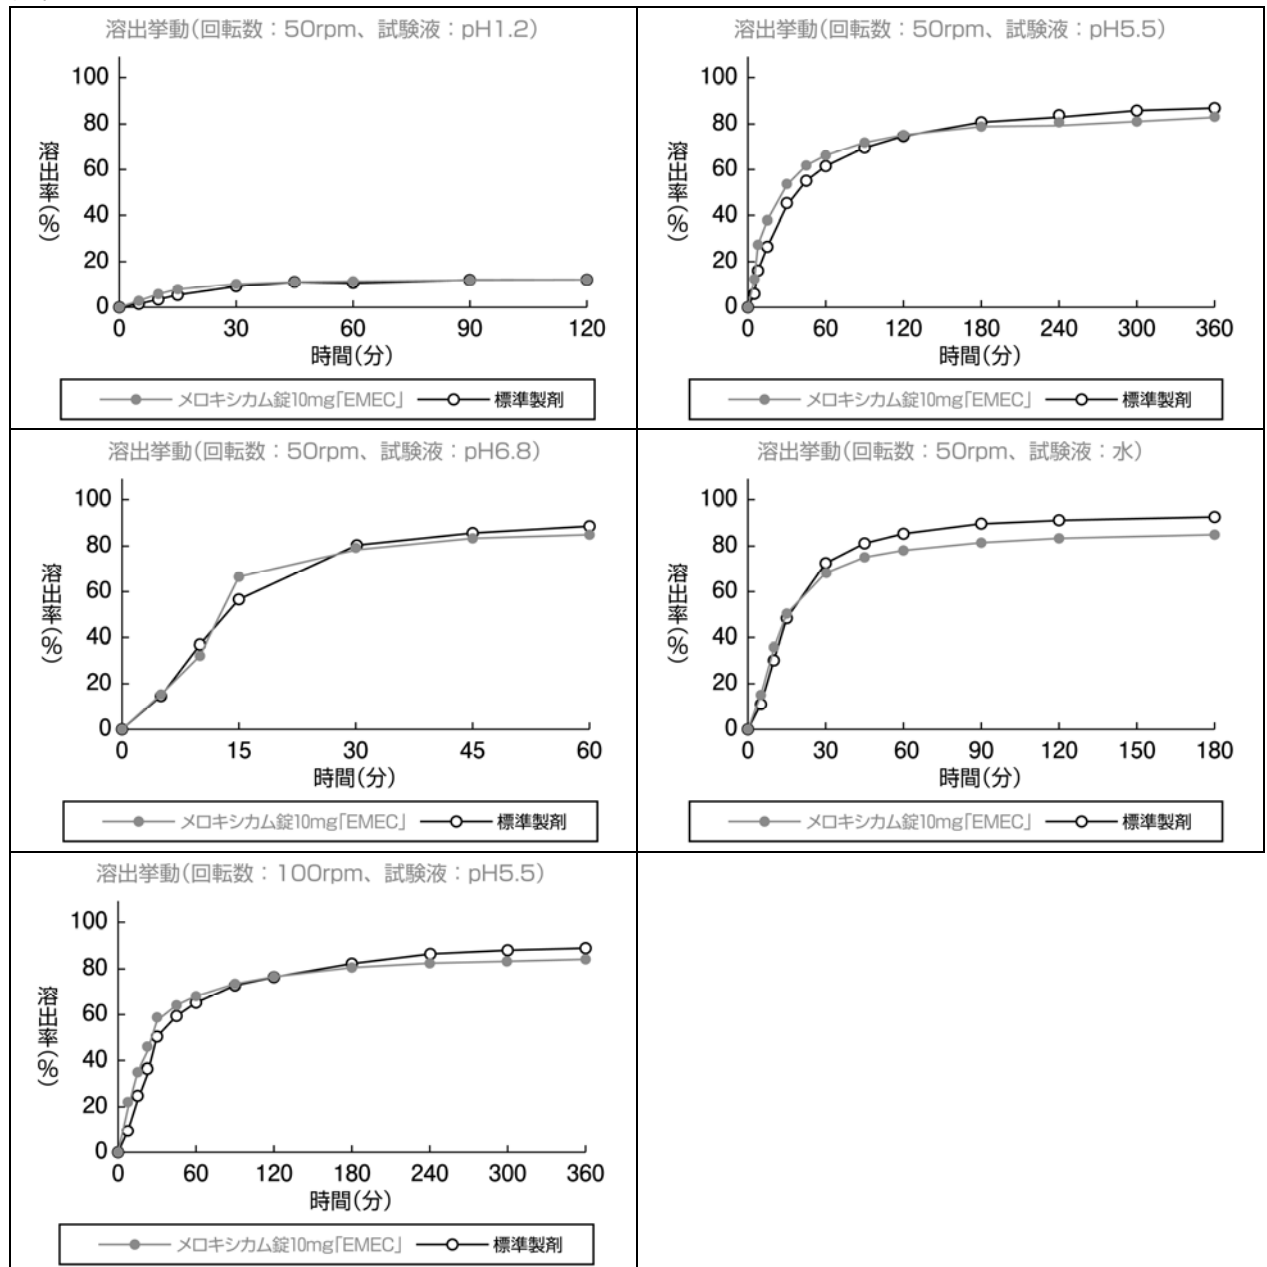 溶出挙動(回転数：50rpm、試験液：pH1.2)
100
80
60
40
20
0
溶出率(%)
0 30 60 90 120
時間(分)
メロキシカム錠10mg「EMEC」 標準製剤
溶出挙動(回転数：50rpm、試験液：pH5.5)
100
80
60
40
20
0
溶出率(%)
0 60 120 180 240 300 360
時間(分)
メロキシカム錠10mg「EMEC」 標準製剤
溶出挙動(回転数：50rpm、試験液：pH6.8)
100
80
60
40
20
0
溶出率(%)
0 15 30 45 60
時間(分)
メロキシカム錠10mg「EMEC」 標準製剤
溶出挙動(回転数：50rpm、試験液：水)
100
80
60
40
20
0
溶出率(%)
0 30 60 90 120 150 180
時間(分)
メロキシカム錠10mg「EMEC」 標準製剤
溶出挙動(回転数：100rpm、試験液：pH5.5)
100
80
60
40
20
0
溶出率(%)
0 60 120 180 240 300 360
時間(分)
メロキシカム錠10mg「EMEC」 標準製剤